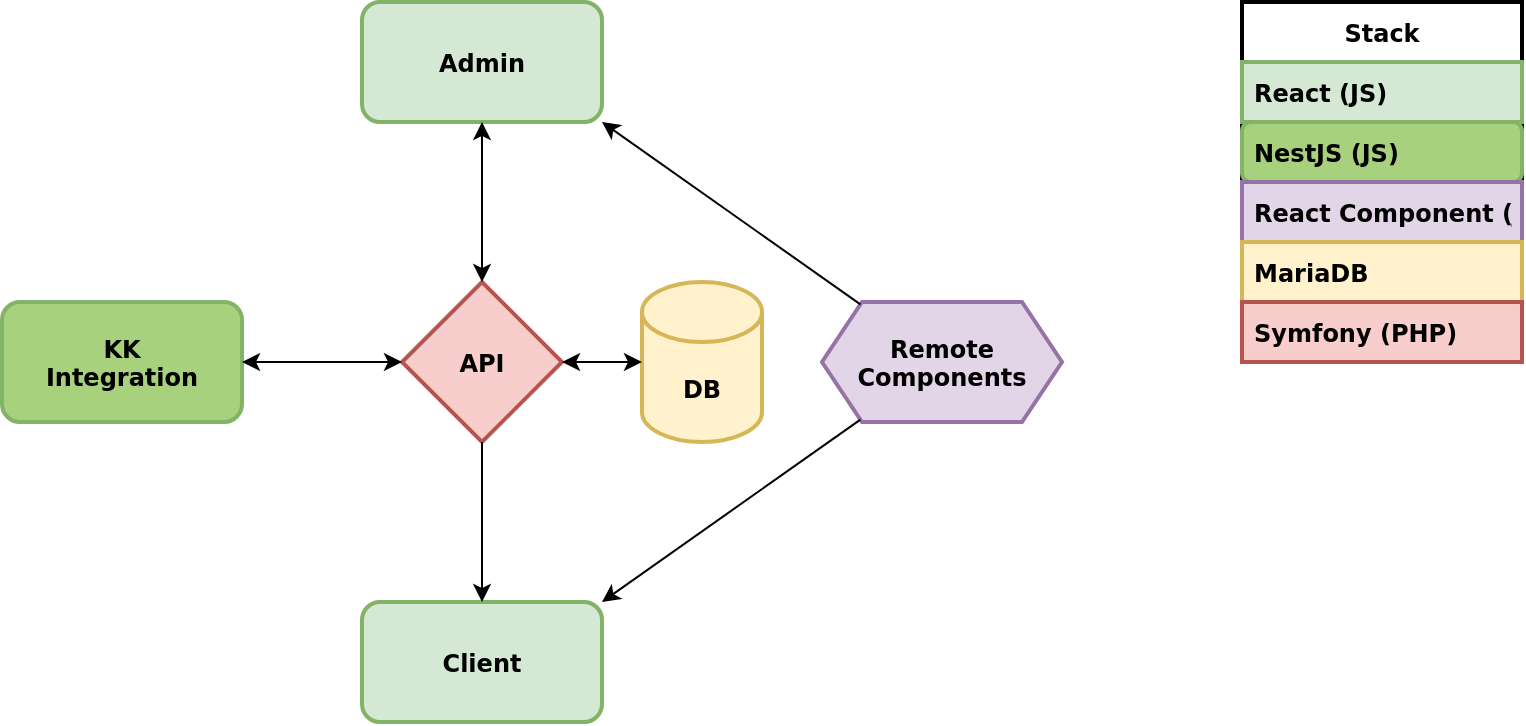 Admin
Stack
React (JS)
NestJS (JS)
React Component (
MariaDB
Symfony (PHP)
KK
Integration
API
DB
Remote
Components
Client